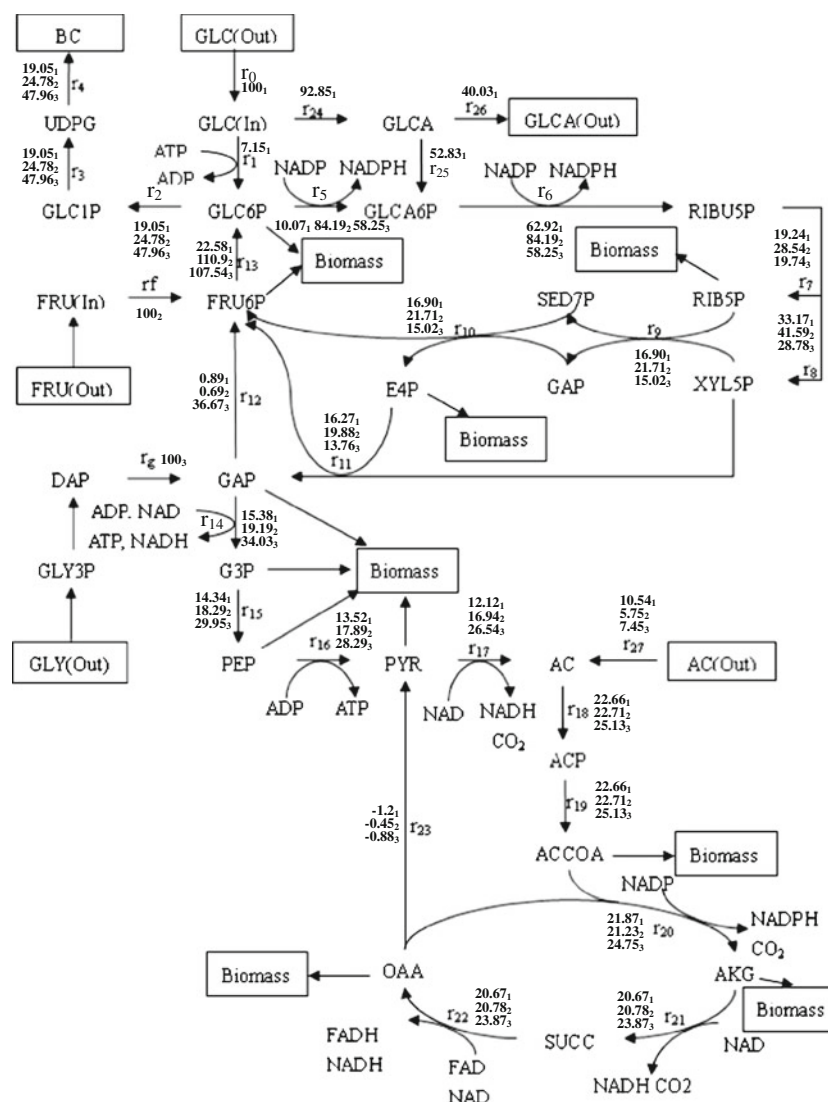 BC
GLC(Out)
19.05₁
24.78₂
47.96₃
r₄
r₀
100₁
92.85₁
40.03₁
UDPG
GLC(In)
r₂₄
GLCA
r₂₆
GLCA(Out)
19.05₁
24.78₂
47.96₃
r₃
ATP
ADP
7.15₁
r₁
NADP
NADPH
52.83₁
r₂₅
NADP
NADPH
GLC1P
r₂
GLC6P
r₅
GLCA6P
r₆
RIBU5P
19.05₁
24.78₂
47.96₃
22.58₁
110.9₂
107.54₃
r₁₃
10.07₁ 84.19₂ 58.25₃
Biomass
62.92₁
84.19₂
58.25₃
Biomass
19.24₁
28.54₂
19.74₃
r₇
FRU(In)
rf
100₂
FRU6P
16.90₁
21.71₂
15.02₃
r₁₀
SED7P
r₉
RIB5P
16.90₁
21.71₂
15.02₃
33.17₁
41.59₂
28.78₃
r₈
FRU(Out)
0.89₁
0.69₂
36.67₃
r₁₂
E4P
GAP
XYL5P
16.27₁
19.88₂
13.76₃
r₁₁
Biomass
DAP
r₉ 100₃
GAP
ADP. NAD
ATP, NADH
r₁₄
15.38₁
19.19₂
34.03₃
GLY3P
G3P
Biomass
14.34₁
18.29₂
29.95₃
r₁₅
13.52₁
17.89₂
28.29₃
12.12₁
16.94₂
26.54₃
10.54₁
5.75₂
7.45₃
GLY(Out)
PEP
r₁₆
PYR
r₁₇
AC
r₂₇
AC(Out)
ADP
ATP
NAD
NADH
CO₂
r₁₈
22.66₁
22.71₂
25.13₃
ACP
r₁₉
22.66₁
22.71₂
25.13₃
-1.2₁
-0.45₂
-0.88₃
r₂₃
ACCOA
Biomass
NADP
21.87₁
21.23₂
24.75₃
r₂₀
NADPH
CO₂
Biomass
OAA
AKG
Biomass
20.67₁
20.78₂
23.87₃
r₂₂
20.67₁
20.78₂
23.87₃
r₂₁
FADH
NADH
SUCC
NAD
FAD
NAD
NADH CO2